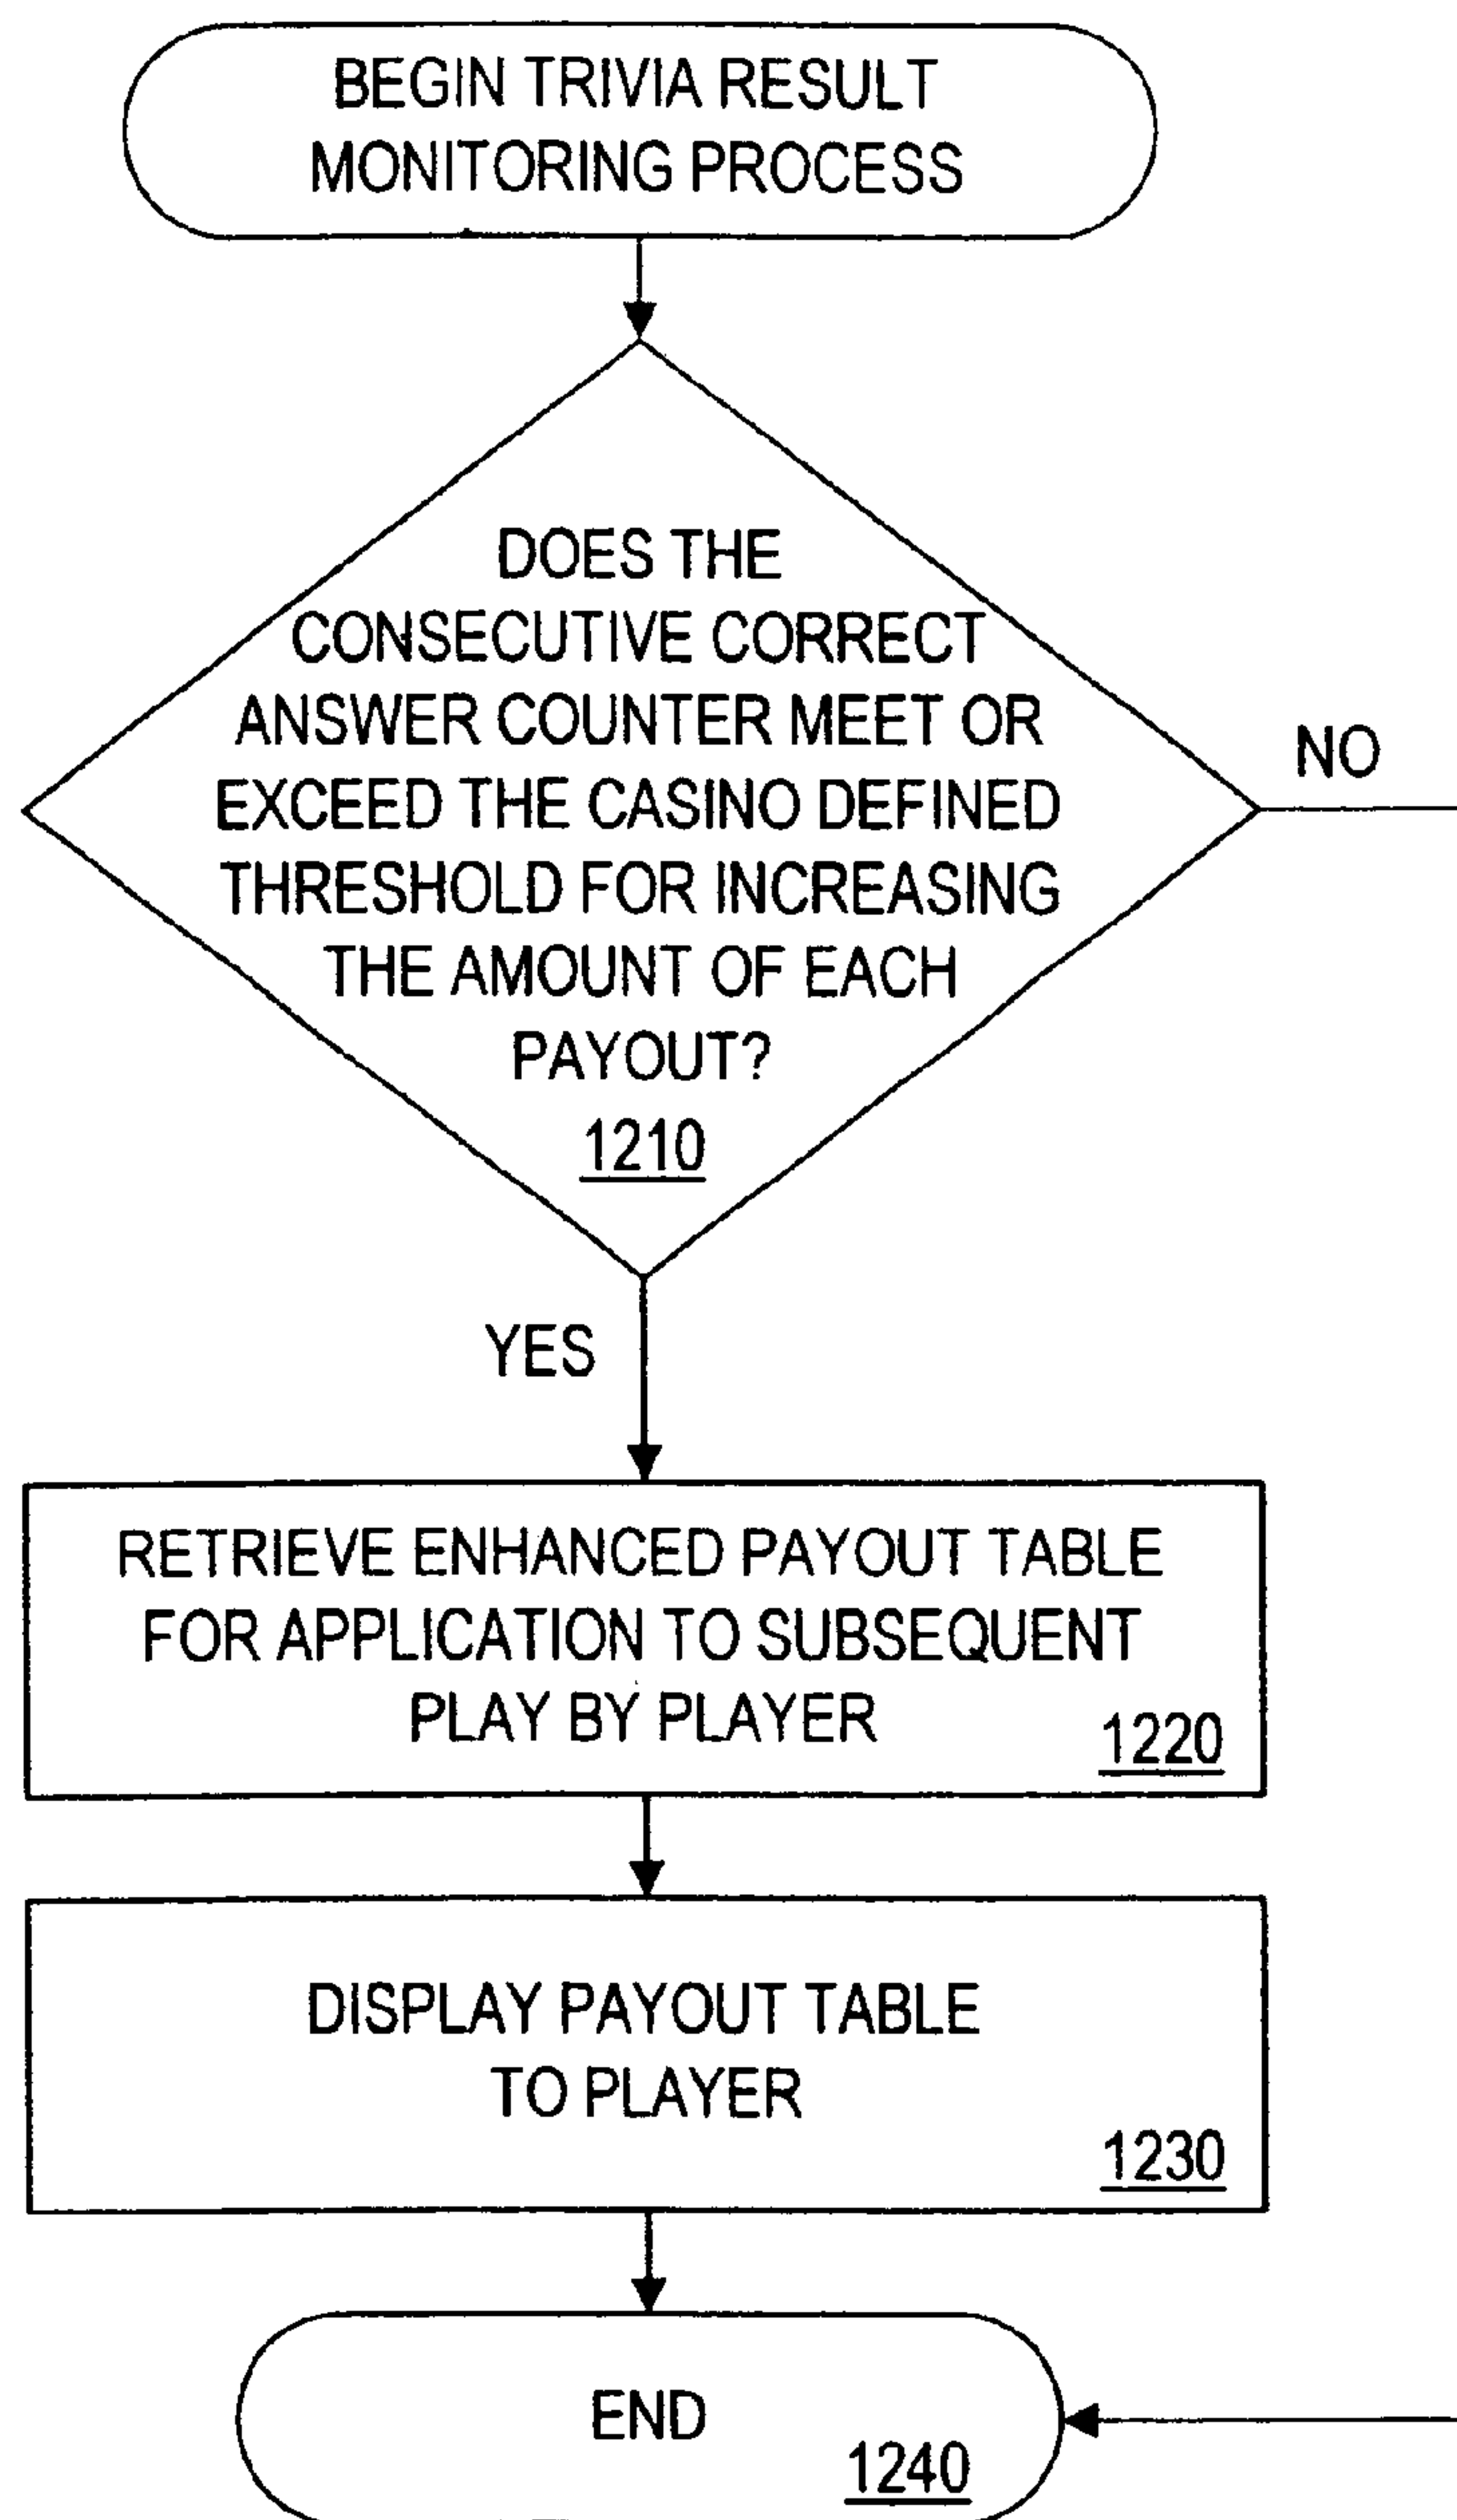 BEGIN TRIVIA RESULT
MONITORING PROCESS
DOES THE
CONSECUTIVE CORRECT
ANSWER COUNTER MEET OR
EXCEED THE CASINO DEFINED
THRESHOLD FOR INCREASING
THE AMOUNT OF EACH
PAYOUT?
1210
NO
YES
RETRIEVE ENHANCED PAYOUT TABLE
FOR APPLICATION TO SUBSEQUENT
PLAY BY PLAYER
1220
DISPLAY PAYOUT TABLE
TO PLAYER
1230
END
1240